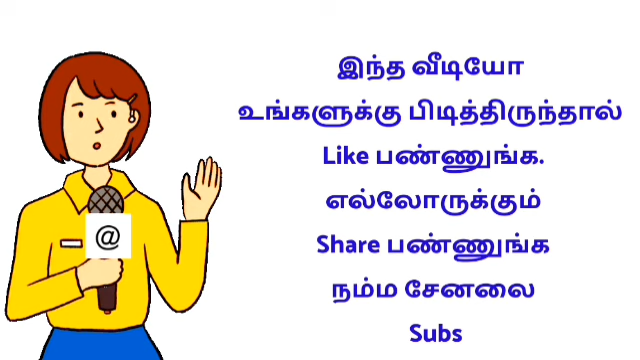 @
இந்த வீடியோ
உங்களுக்கு பிடித்திருந்தால்
Like பண்ணுங்க.
எல்லோருக்கும்
Share பண்ணுங்க
நம்ம சேனலை
Subs